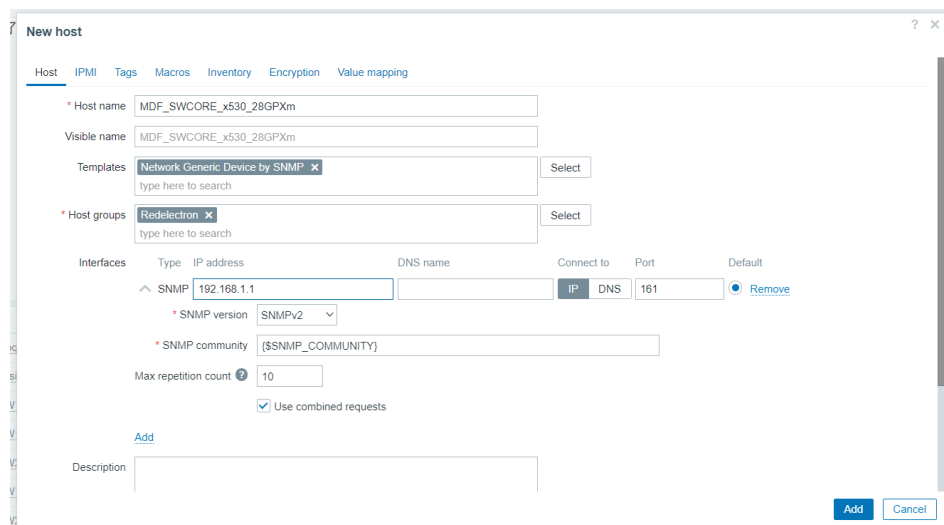 New host
? ×
Host IPMI Tags Macros Inventory Encryption Value mapping
* Host name MDF_SWCORE_x530_28GPXm
Visible name MDF_SWCORE_x530_28GPXm
Templates Network Generic Device by SNMP × Select
type here to search
* Host groups Redelectron × Select
type here to search
Interfaces Type IP address DNS name Connect to Port Default
SNMP 192.168.1.1 IP DNS 161 Remove
* SNMP version SNMPv2
* SNMP community {$SNMP_COMMUNITY}
Max repetition count ? 10
Use combined requests
Add
Description
Add Cancel